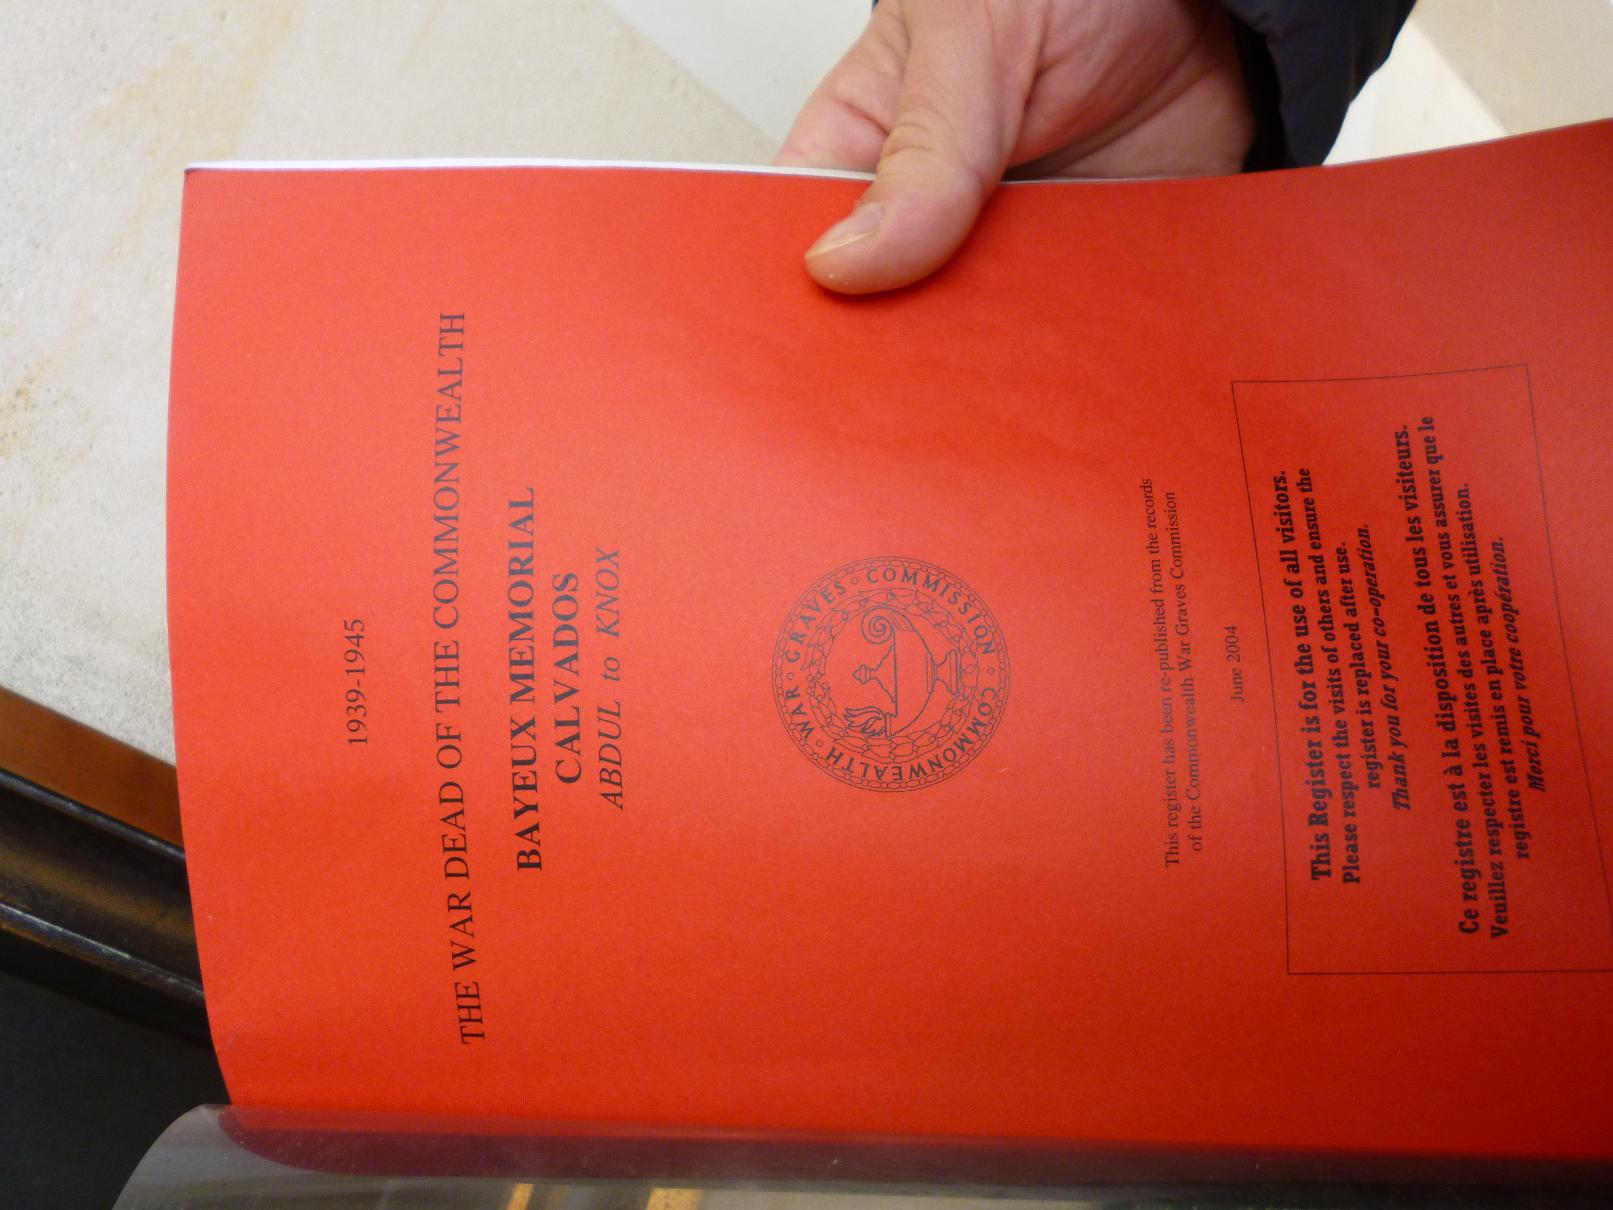 1939-1945
THE WAR DEAD OF THE COMMONWEALTH
BAYEUX MEMORIAL
CALVADOS
ABDUL to KNOX
COMMONWEALTH · WAR · GRAVES · COMMISSION ·
This register has been re-published from the records
of the Commonwealth War Graves Commission
June 2004
This Register is for the use of all visitors.
Please respect the visits of others and ensure the
register is replaced after use.
Thank you for your co-operation.
Ce registre est à la disposition de tous les visiteurs.
Veuillez respecter les visites des autres et vous assurer que le
registre est remis en place après utilisation.
Merci pour votre coopération.